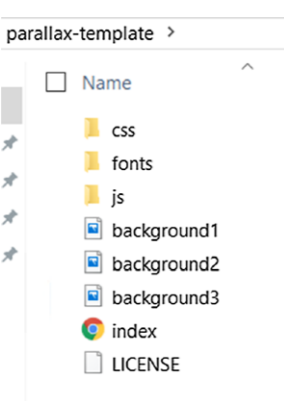 parallax-template >
Name
css
fonts
js
background1
background2
background3
index
LICENSE